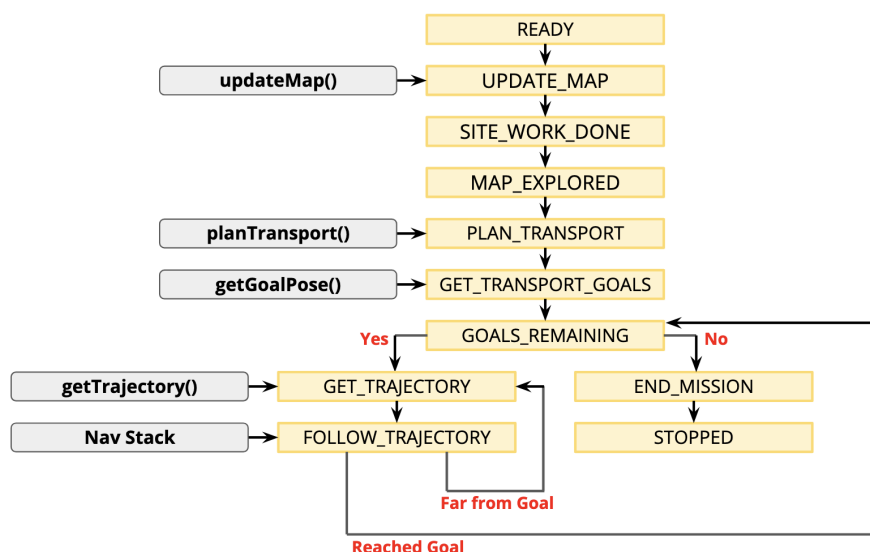 READY
updateMap()
UPDATE_MAP
SITE_WORK_DONE
MAP_EXPLORED
planTransport()
PLAN_TRANSPORT
getGoalPose()
GET_TRANSPORT_GOALS
GOALS_REMAINING
Yes
No
getTrajectory()
GET_TRAJECTORY
END_MISSION
Nav Stack
FOLLOW_TRAJECTORY
STOPPED
Far from Goal
Reached Goal